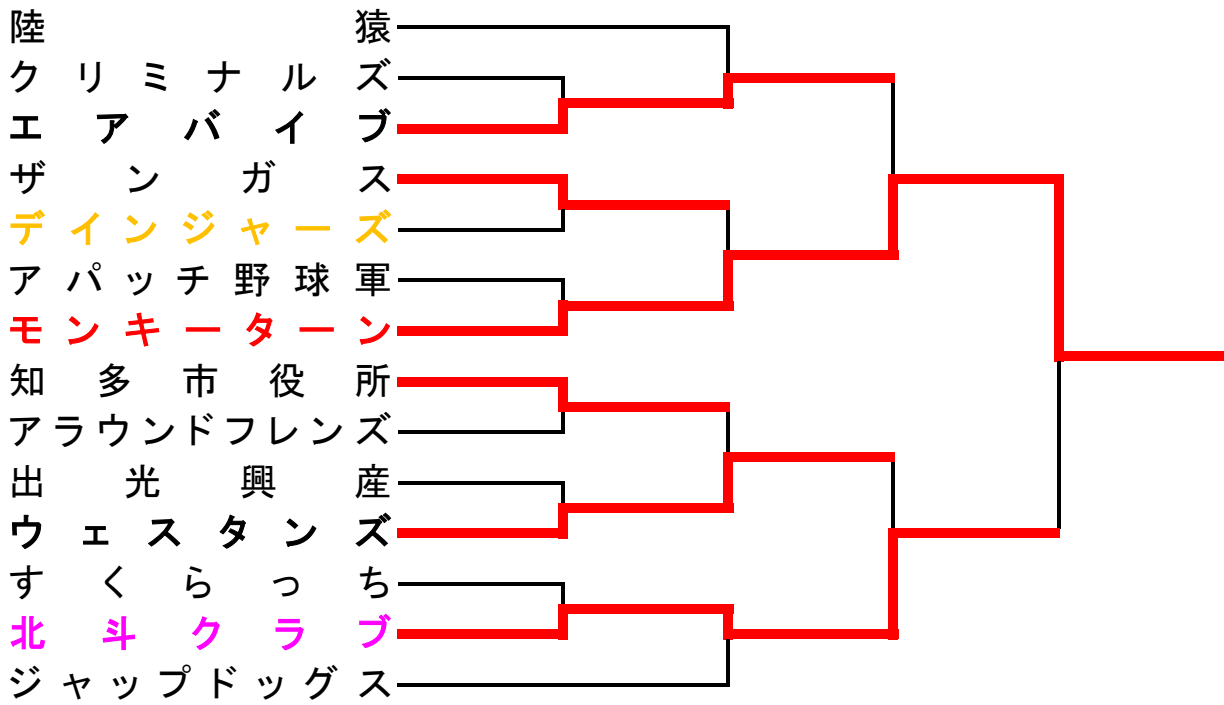 陸猿
クリミナルズ
エアバイブ
ザンガス
デインジャーズ
アパッチ野球軍
モンキーターン
知多市役所
アラウンドフレンズ
出光興産
ウェスタンズ
すくらっち
北斗クラブ
ジャップドッグス